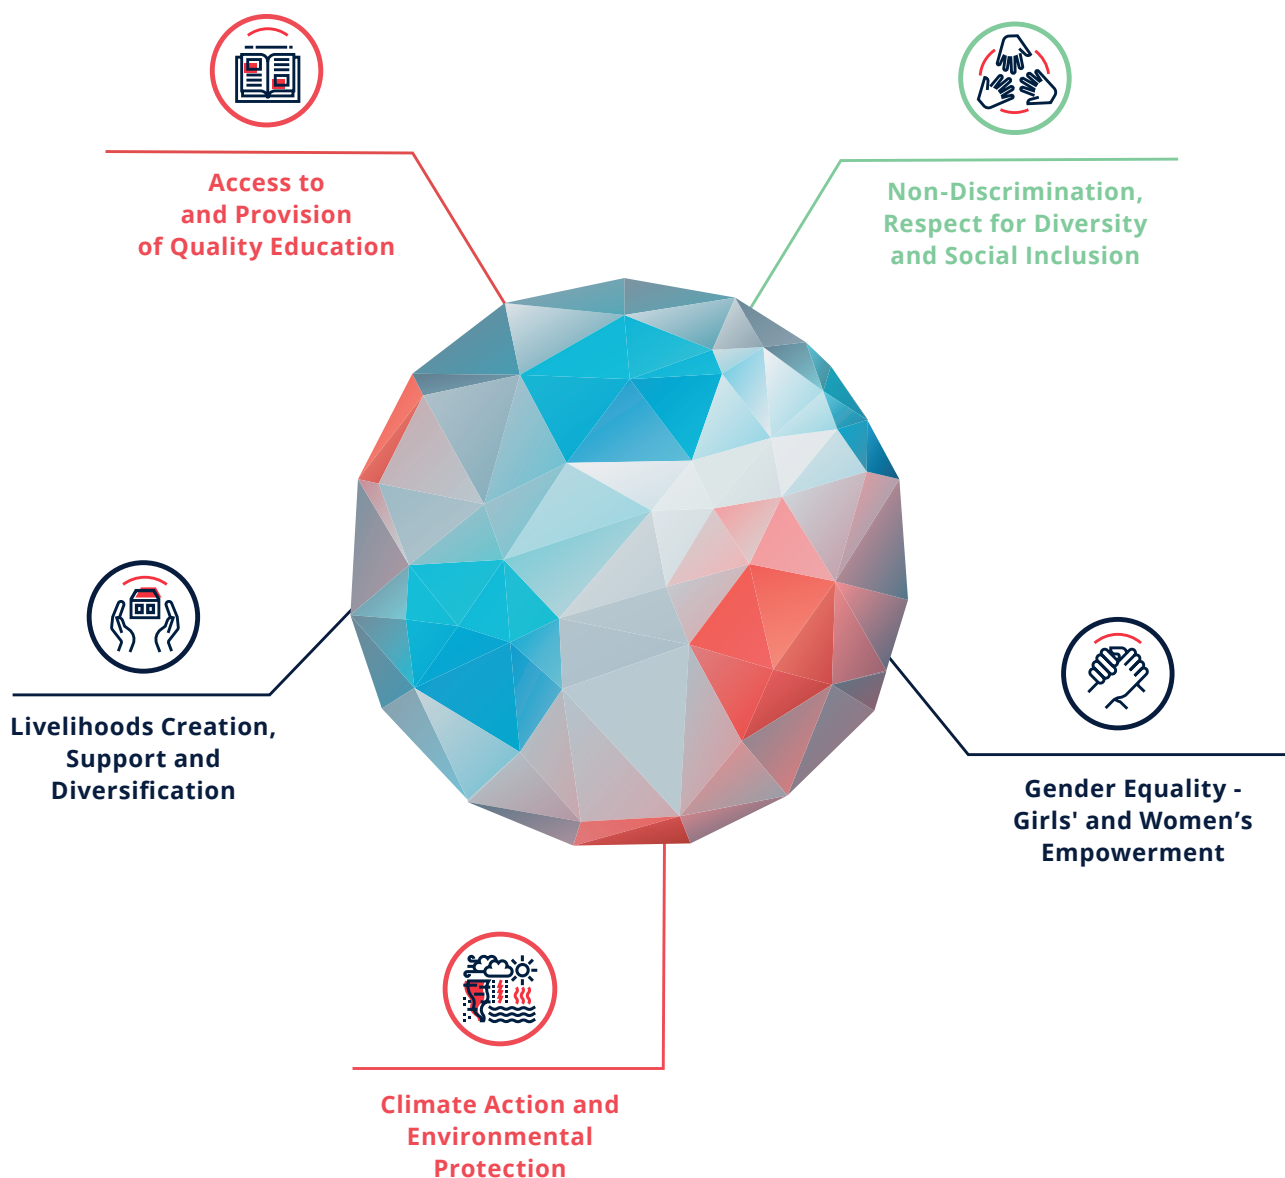 Access to
and Provision
of Quality Education
Non-Discrimination,
Respect for Diversity
and Social Inclusion
Livelihoods Creation,
Support and
Diversification
Gender Equality -
Girls' and Women’s
Empowerment
Climate Action and
Environmental
Protection